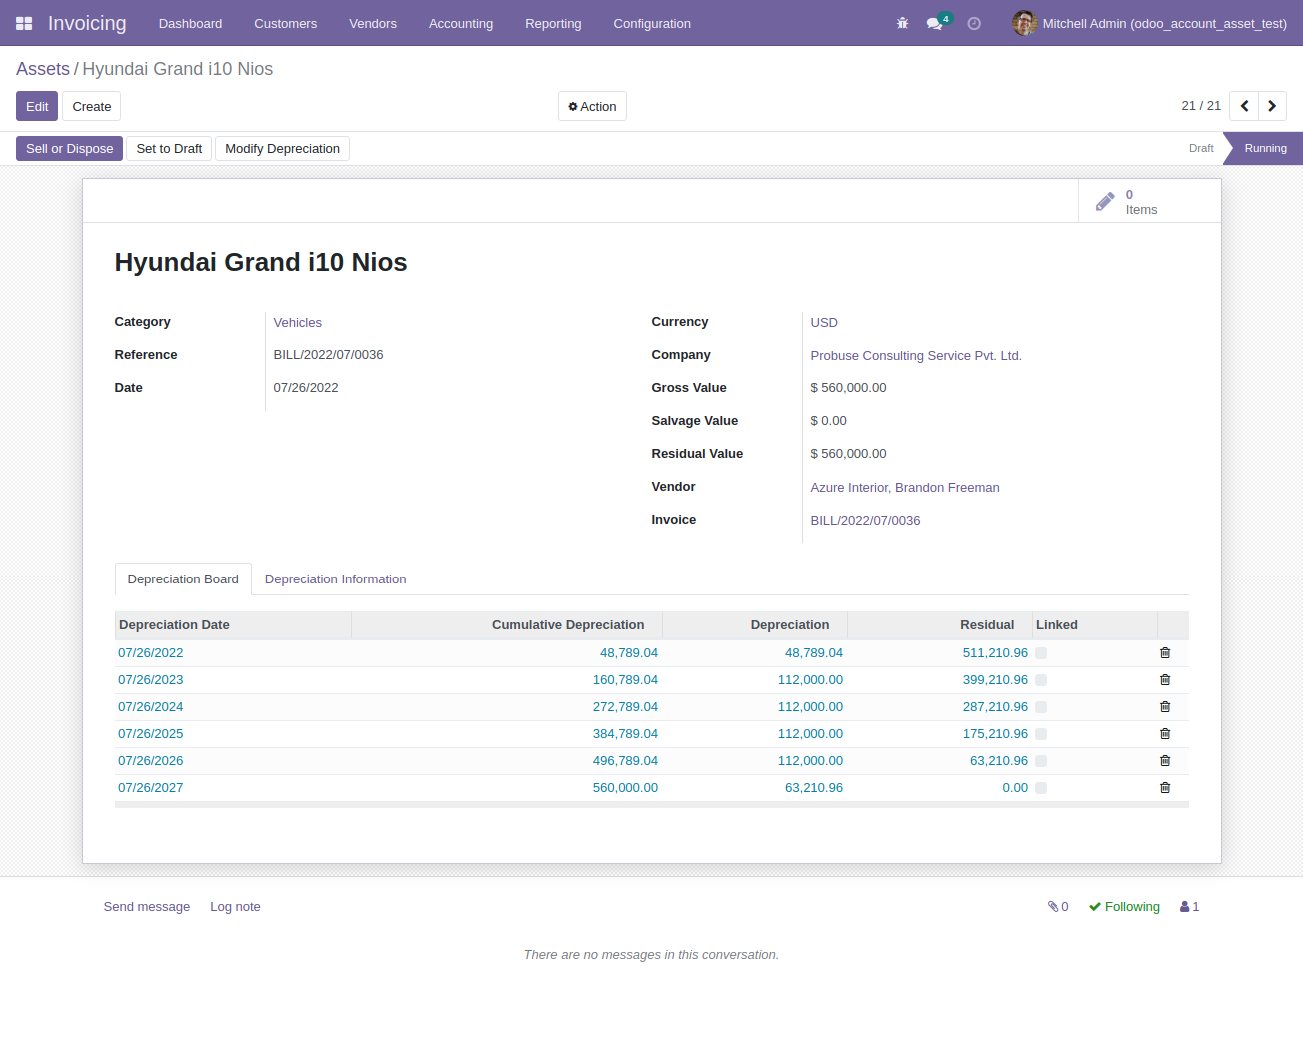 Invoicing Dashboard Customers Vendors Accounting Reporting Configuration 4 Mitchell Admin (odoo_account_asset_test)
Assets / Hyundai Grand i10 Nios
Edit Create Action 21 / 21
Sell or Dispose Set to Draft Modify Depreciation Draft Running
0
Items
Hyundai Grand i10 Nios
Category Vehicles Currency USD
Reference BILL/2022/07/0036 Company Probuse Consulting Service Pvt. Ltd.
Date 07/26/2022 Gross Value $ 560,000.00
Salvage Value $ 0.00
Residual Value $ 560,000.00
Vendor Azure Interior, Brandon Freeman
Invoice BILL/2022/07/0036
Depreciation Board Depreciation Information
Depreciation Date Cumulative Depreciation Depreciation Residual Linked
07/26/2022 48,789.04 48,789.04 511,210.96
07/26/2023 160,789.04 112,000.00 399,210.96
07/26/2024 272,789.04 112,000.00 287,210.96
07/26/2025 384,789.04 112,000.00 175,210.96
07/26/2026 496,789.04 112,000.00 63,210.96
07/26/2027 560,000.00 63,210.96 0.00
Send message Log note 0 Following 1
There are no messages in this conversation.